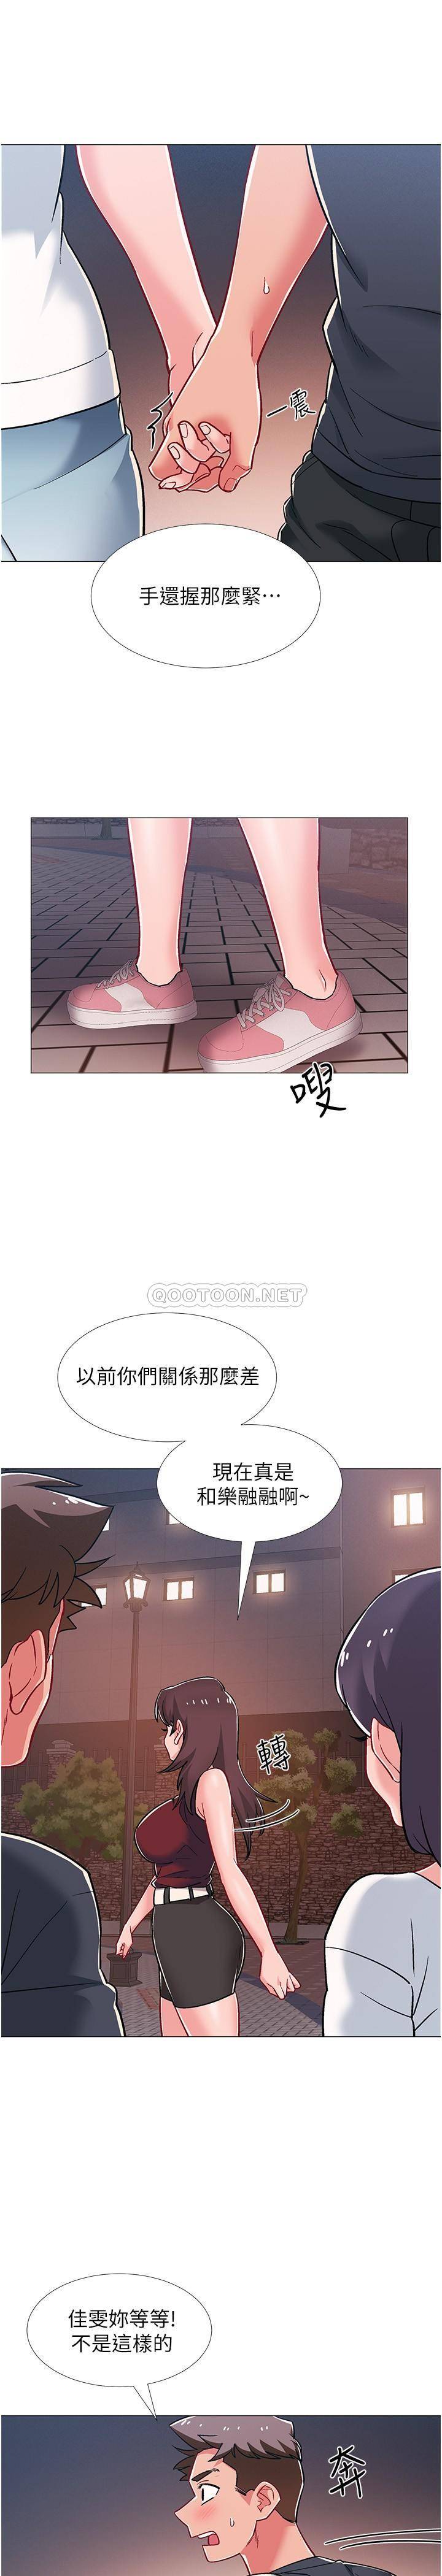 一震
手還握那麼緊⋯
嗖
QOOTOON.NET
以前你們關係那麼差
現在真是
和樂融融啊~
轉
佳雯妳等等!
不是這樣的
奔